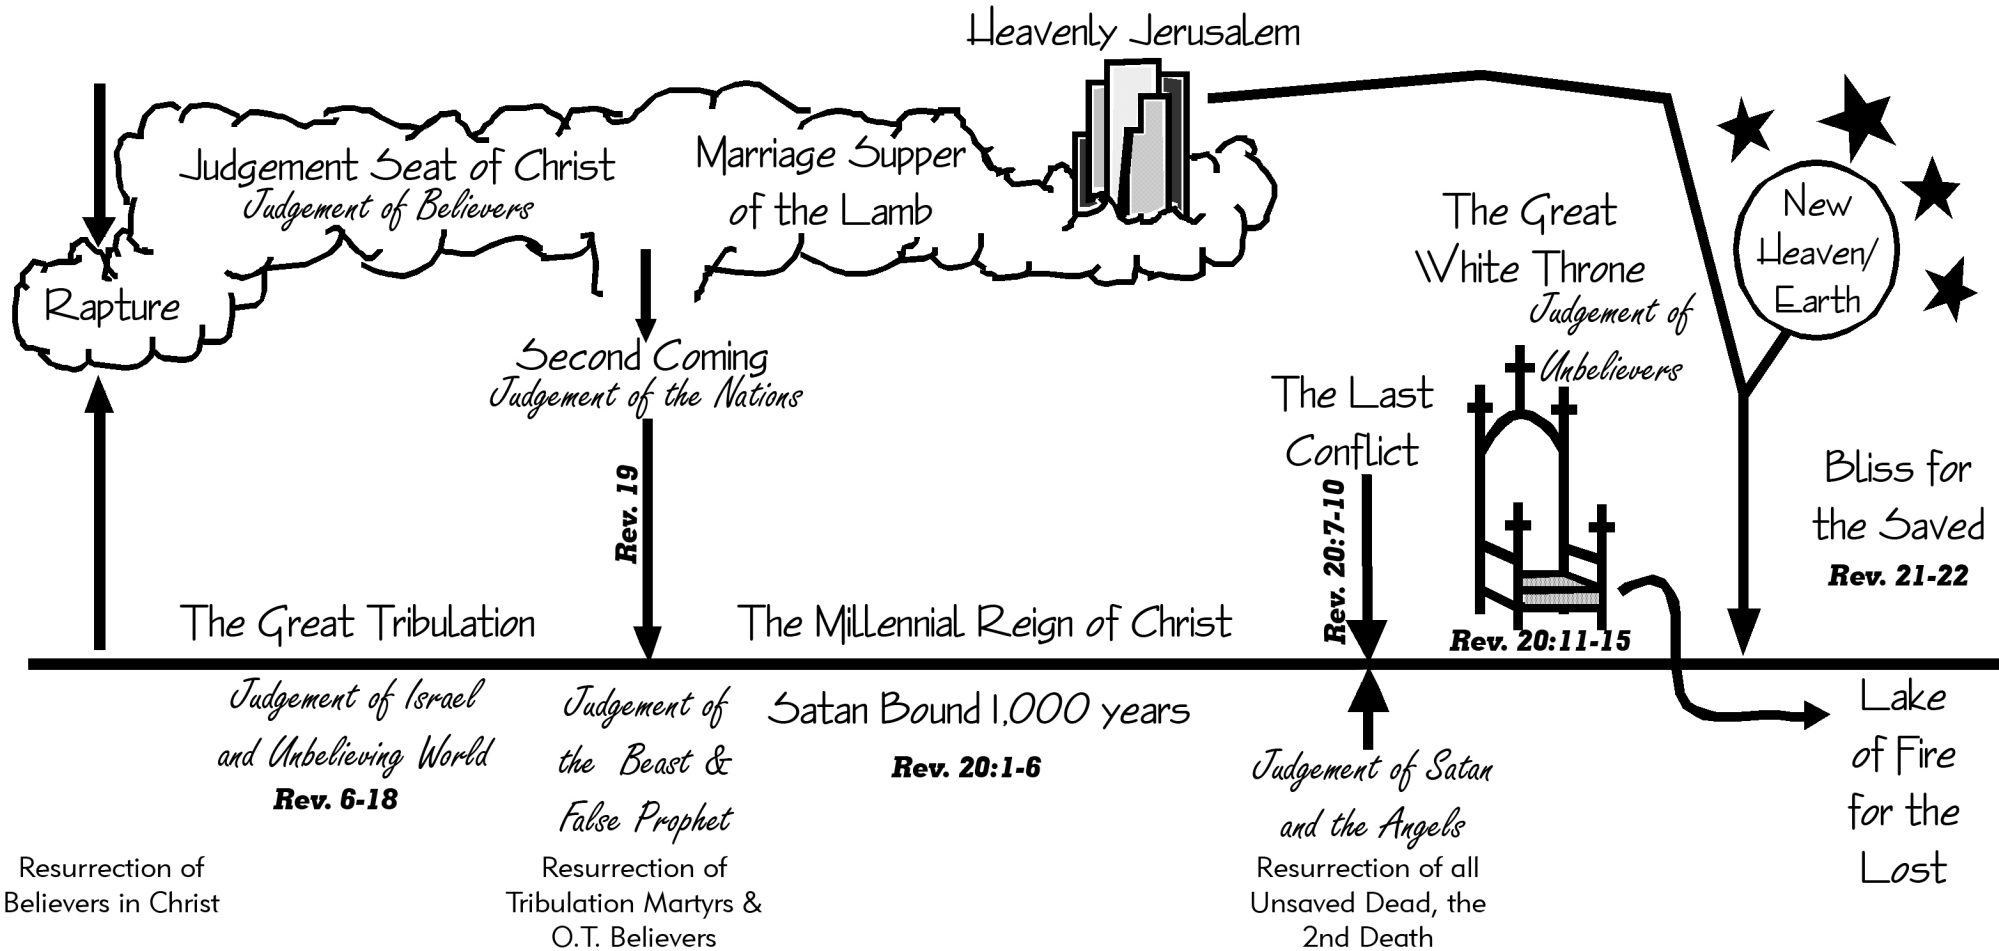 Heavenly Jerusalem
Judgement Seat of Christ
Judgement of Believers
Marriage Supper
of the Lamb
Rapture
Second Coming
Judgement of the Nations
Rev. 19
The Great
White Throne
Judgement of
Unbelievers
New
Heaven/
Earth
The Last
Conflict
Rev. 20:7-10
Rev. 20:11-15
Bliss for
the Saved
Rev. 21-22
The Great Tribulation
The Millennial Reign of Christ
Judgement of Israel
and Unbelieving World
Rev. 6-18
Judgement of
the Beast &
False Prophet
Satan Bound 1,000 years
Rev. 20:1-6
Judgement of Satan
and the Angels
Lake
of Fire
for the
Lost
Resurrection of
Believers in Christ
Resurrection of
Tribulation Martyrs &
O.T. Believers
Resurrection of all
Unsaved Dead, the
2nd Death